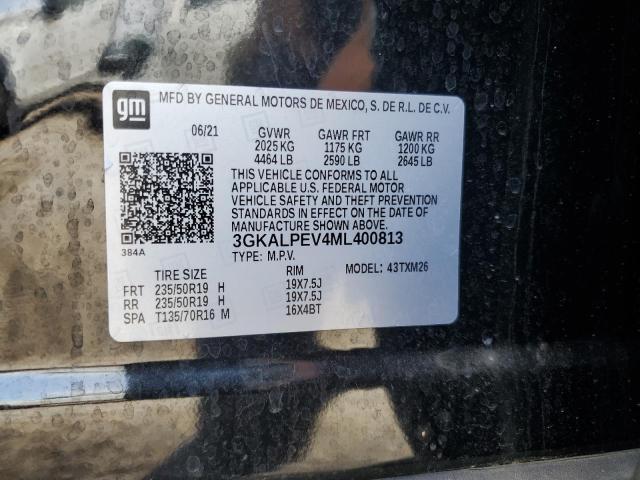 gm
MFD BY GENERAL MOTORS DE MEXICO, S. DE R.L. DE C.V.
06/21 GVWR GAWR FRT GAWR RR
2025 KG 1175 KG 1200 KG
4464 LB 2590 LB 2645 LB
THIS VEHICLE CONFORMS TO ALL
APPLICABLE U.S. FEDERAL MOTOR
VEHICLE SAFETY AND THEFT PREVENTION
STANDARDS IN EFFECT ON THE DATE OF
MANUFACTURE SHOWN ABOVE.
384A
3GKALPEV4ML400813
TYPE: M.P.V.
TIRE SIZE RIM MODEL: 43TXM26
FRT 235/50R19 H 19X7.5J
RR 235/50R19 H 19X7.5J
SPA T135/70R16 M 16X4BT